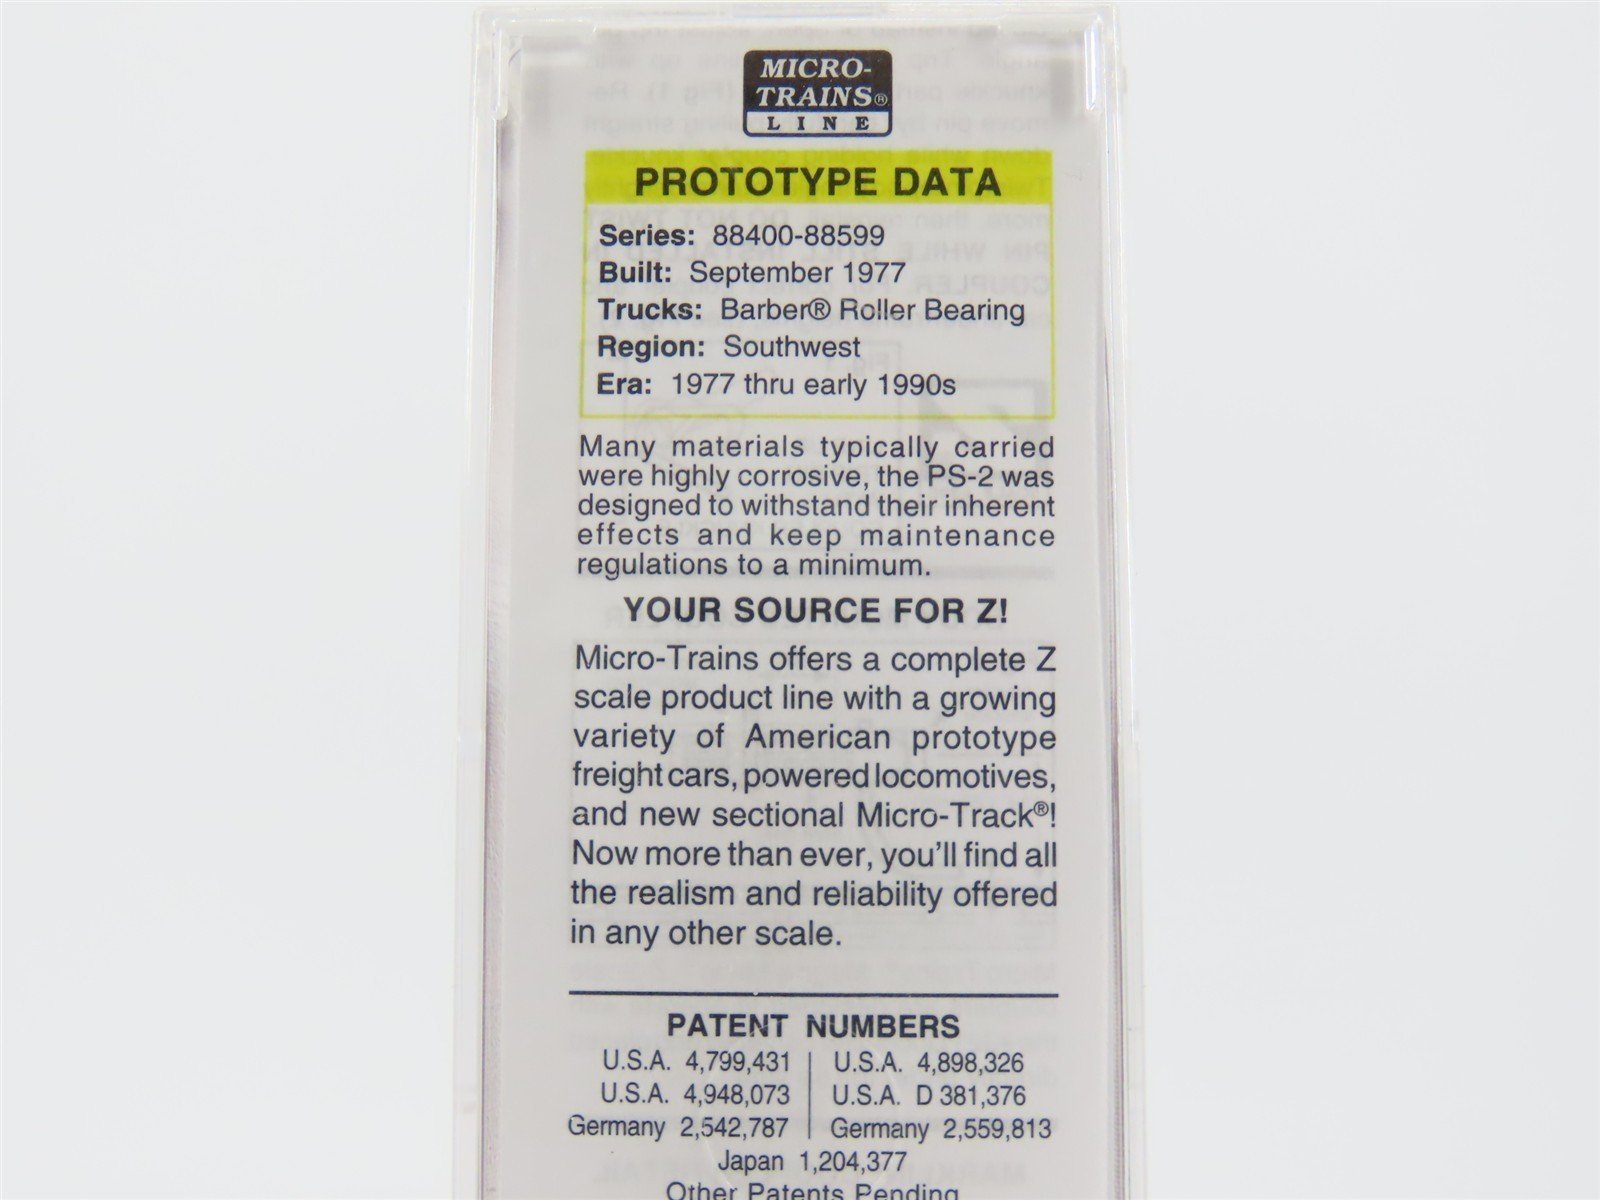 MICRO-
TRAINS®
LINE
PROTOTYPE DATA
Series: 88400-88599
Built: September 1977
Trucks: Barber® Roller Bearing
Region: Southwest
Era: 1977 thru early 1990s
Many materials typically carried
were highly corrosive, the PS-2 was
designed to withstand their inherent
effects and keep maintenance
regulations to a minimum.
YOUR SOURCE FOR Z!
Micro-Trains offers a complete Z
scale product line with a growing
variety of American prototype
freight cars, powered locomotives,
and new sectional Micro-Track®!
Now more than ever, you'll find all
the realism and reliability offered
in any other scale.
PATENT NUMBERS
U.S.A. 4,799,431 | U.S.A. 4,898,326
U.S.A. 4,948,073 | U.S.A. D 381,376
Germany 2,542,787 | Germany 2,559,813
Japan 1,204,377
Other Patents Pending